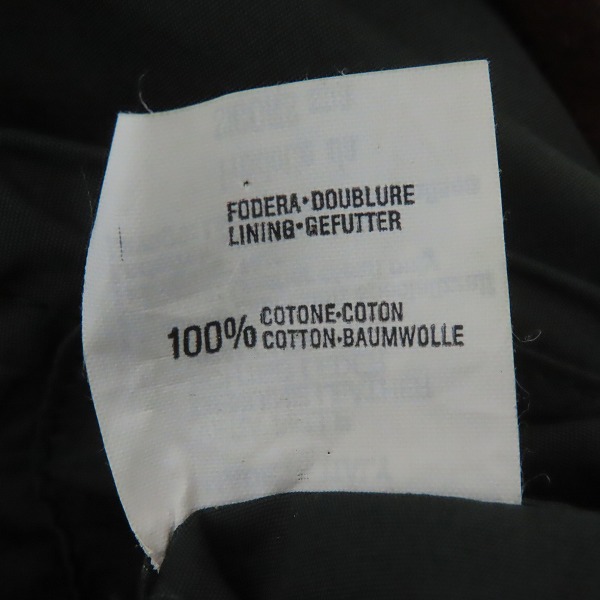 FODERA•DOUBLURE
LINING•GEFUTTER
100% COTONE•COTON
COTTON•BAUMWOLLE